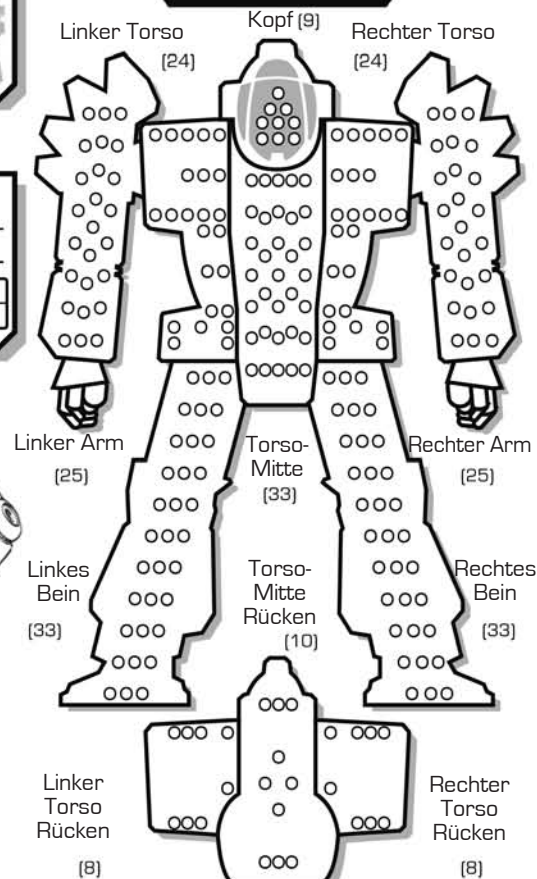 Linker Torso
[24]
Kopf [9]
Rechter Torso
[24]
Linker Arm
[25]
Torso-
Mitte
[33]
Rechter Arm
[25]
Linkes
Bein
[33]
Torso-
Mitte
Rücken
[10]
Rechtes
Bein
[33]
Linker
Torso
Rücken
[8]
Rechter
Torso
Rücken
[8]